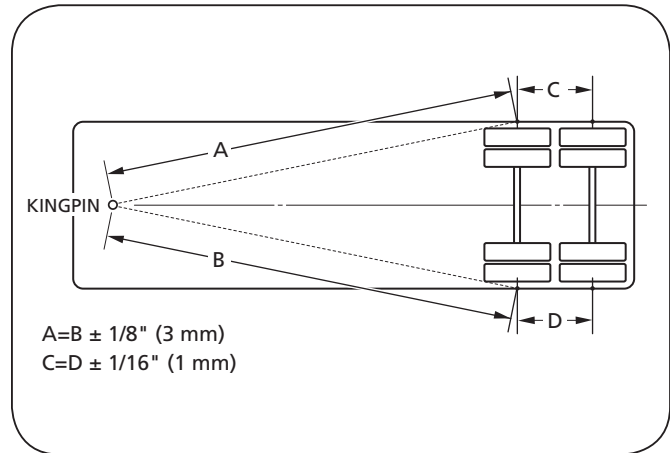 C
A
KINGPIN
B
D
A=B ± 1/8" (3 mm)
C=D ± 1/16" (1 mm)